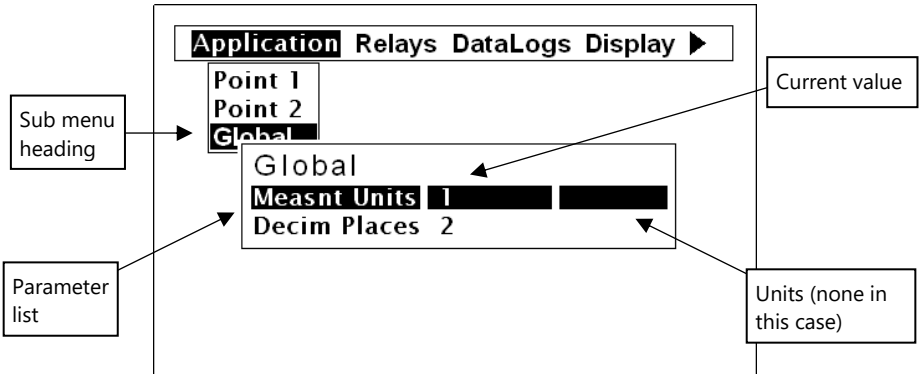 Application Relays DataLogs Display
Point 1
Point 2
Global
Global
Measnt Units 1
Decim Places 2
Sub menu
heading
Parameter
list
Current value
Units (none in
this case)